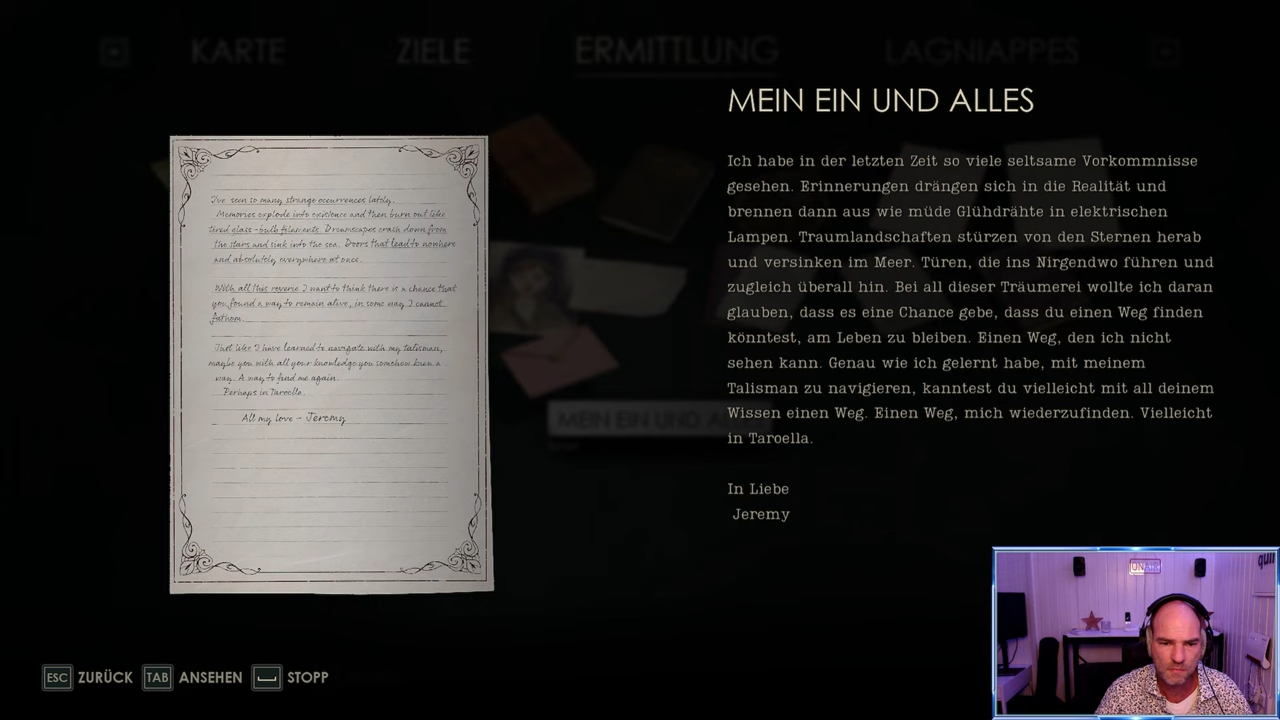 KARTE
ZIELE
ERMITTLUNG
LAGNIAPPES
MEIN EIN UND ALLES
I've seen so many strange occurrences lately.
Memories explode into existence and then burn out like
tired glass-bulb filaments. Dreamscapes crash down from
the stars and sink into the sea. Doors that lead to nowhere
and absolutely everywhere at once.
With all this reverie I want to think there is a chance that
you found a way to remain alive, in some way I cannot
fathom.
Just like I have learned to navigate with my talisman,
maybe you with all your knowledge you somehow knew a
way. A way to find me again.
Perhaps in Taroella.
All my love - Jeremy
Ich habe in der letzten Zeit so viele seltsame Vorkommnisse
gesehen. Erinnerungen drängen sich in die Realität und
brennen dann aus wie müde Glühdrähte in elektrischen
Lampen. Traumlandschaften stürzen von den Sternen herab
und versinken im Meer. Türen, die ins Nirgendwo führen und
zugleich überall hin. Bei all dieser Träumerei wollte ich daran
glauben, dass es eine Chance gebe, dass du einen Weg finden
könntest, am Leben zu bleiben. Einen Weg, den ich nicht
sehen kann. Genau wie ich gelernt habe, mit meinem
Talisman zu navigieren, kanntest du vielleicht mit all deinem
Wissen einen Weg. Einen Weg, mich wiederzufinden. Vielleicht
in Taroella.
In Liebe
Jeremy
MEIN EIN UND ALLES
ON AIR
ESC ZURÜCK TAB ANSEHEN STOPP